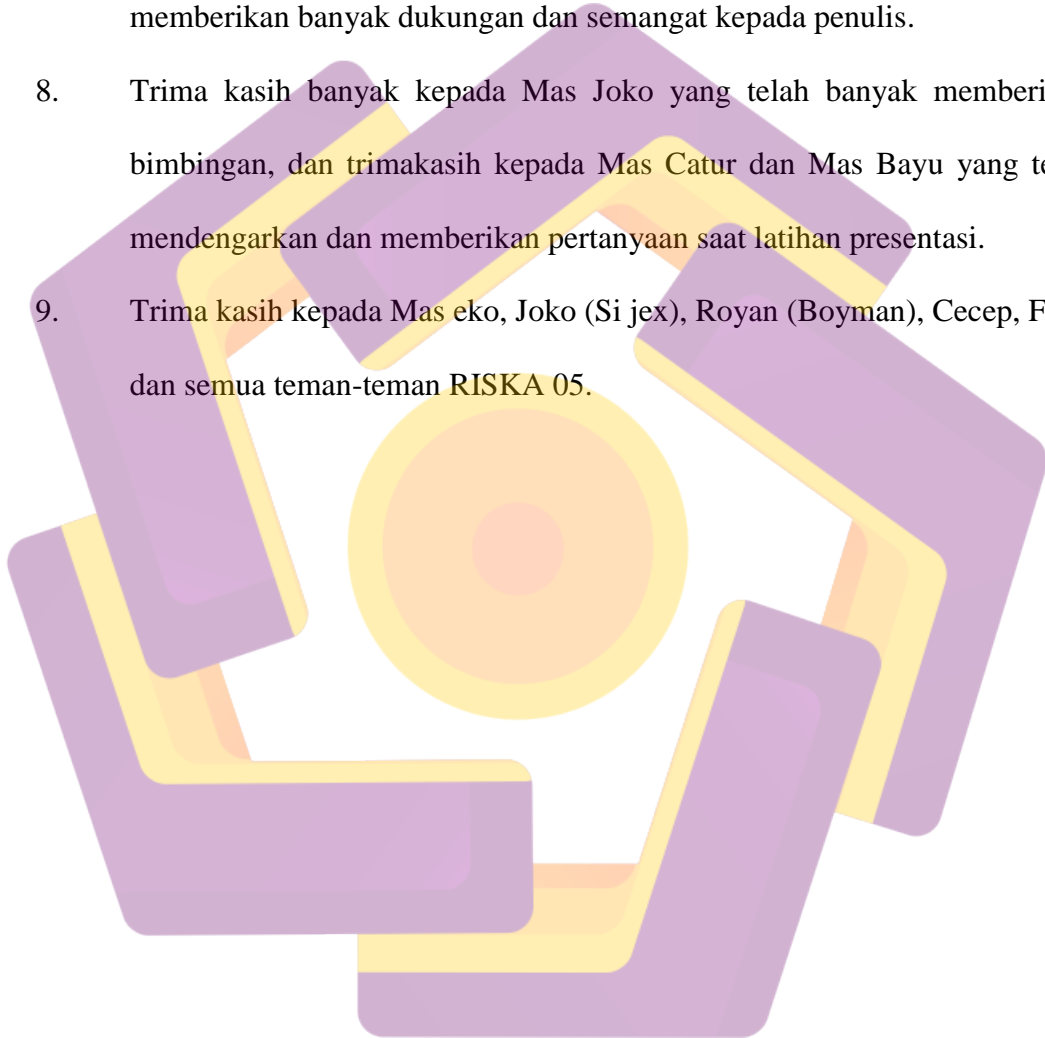 memberikan banyak dukungan dan semangat kepada penulis.
8. Trima kasih banyak kepada Mas Joko yang telah banyak
bimbingan, dan trimakasih kepada Mas Catur dan Mas Bayu yang
mendengarkan dan memberikan pertanyaan saat latihan presentasi.
9. Trima kasih kepada Mas eko, Joko (Si jex), Royan (Boyman), Cecep,
dan semua teman-teman RISKA 05.